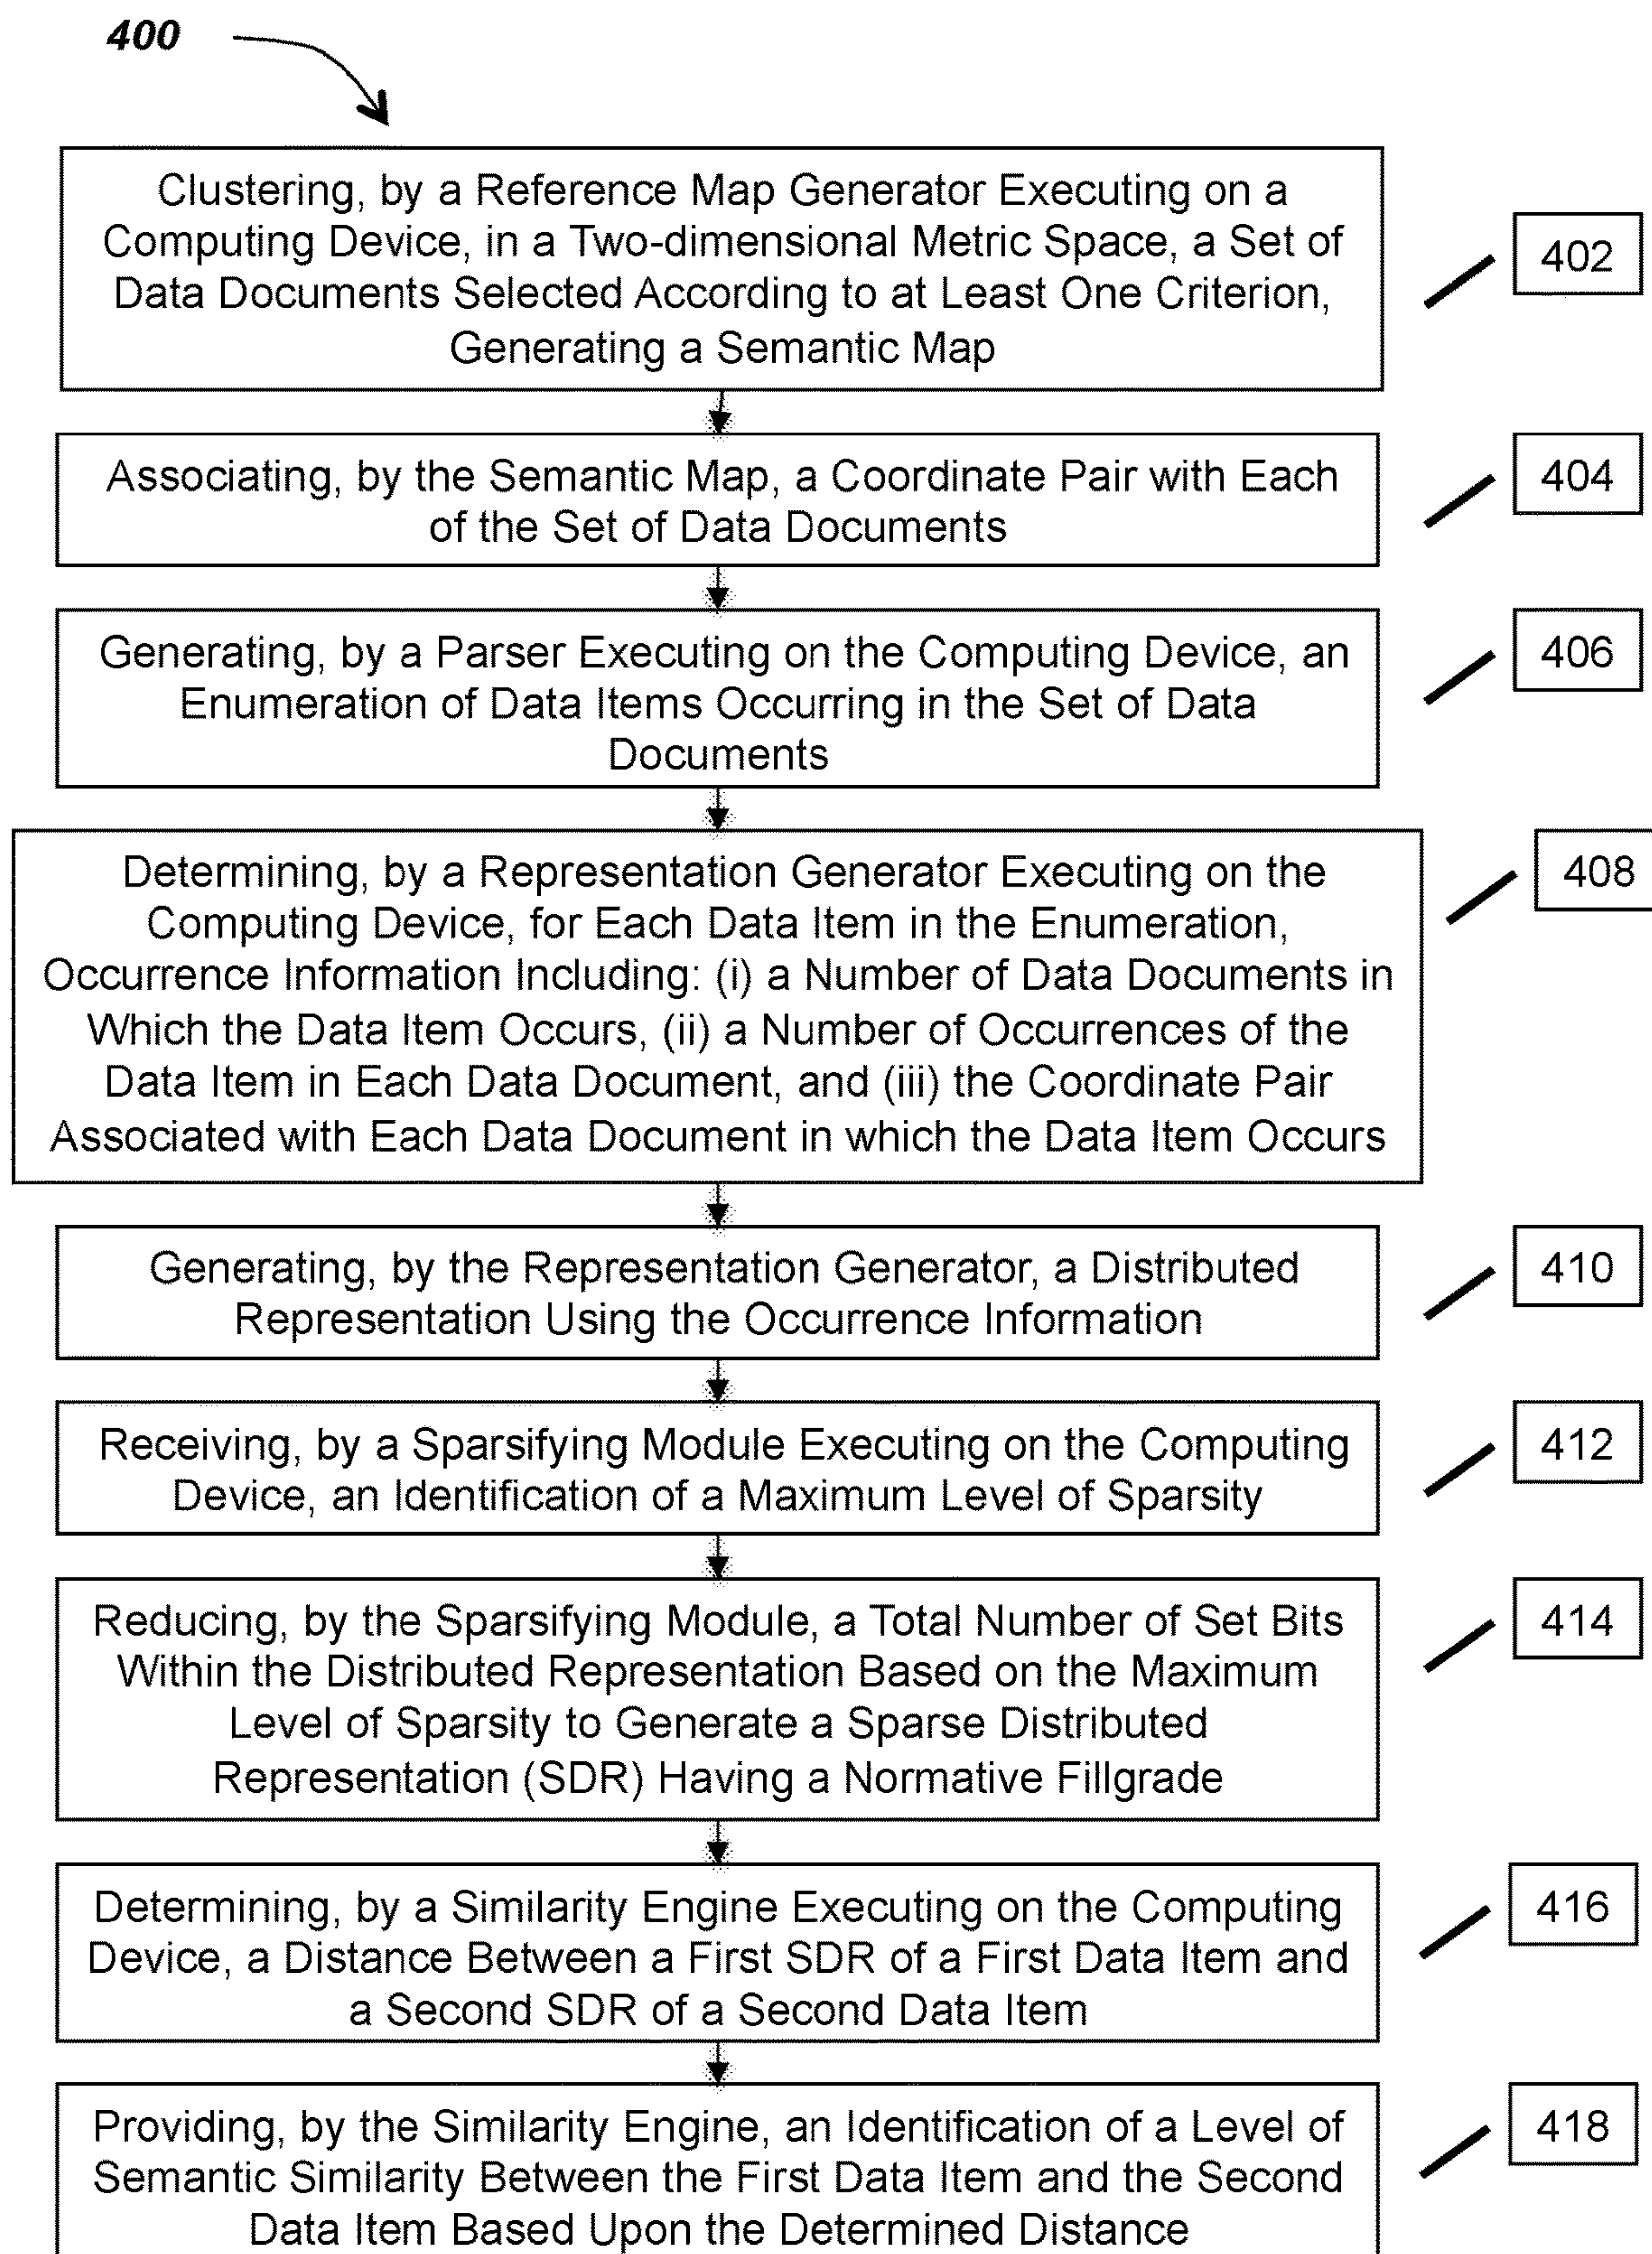 400
Clustering, by a Reference Map Generator Executing on a
Computing Device, in a Two-dimensional Metric Space, a Set of
Data Documents Selected According to at Least One Criterion,
Generating a Semantic Map
402
Associating, by the Semantic Map, a Coordinate Pair with Each
of the Set of Data Documents
404
Generating, by a Parser Executing on the Computing Device, an
Enumeration of Data Items Occurring in the Set of Data
Documents
406
Determining, by a Representation Generator Executing on the
Computing Device, for Each Data Item in the Enumeration,
Occurrence Information Including: (i) a Number of Data Documents in
Which the Data Item Occurs, (ii) a Number of Occurrences of the
Data Item in Each Data Document, and (iii) the Coordinate Pair
Associated with Each Data Document in which the Data Item Occurs
408
Generating, by the Representation Generator, a Distributed
Representation Using the Occurrence Information
410
Receiving, by a Sparsifying Module Executing on the Computing
Device, an Identification of a Maximum Level of Sparsity
412
Reducing, by the Sparsifying Module, a Total Number of Set Bits
Within the Distributed Representation Based on the Maximum
Level of Sparsity to Generate a Sparse Distributed
Representation (SDR) Having a Normative Fillgrade
414
Determining, by a Similarity Engine Executing on the Computing
Device, a Distance Between a First SDR of a First Data Item and
a Second SDR of a Second Data Item
416
Providing, by the Similarity Engine, an Identification of a Level of
Semantic Similarity Between the First Data Item and the Second
Data Item Based Upon the Determined Distance
418